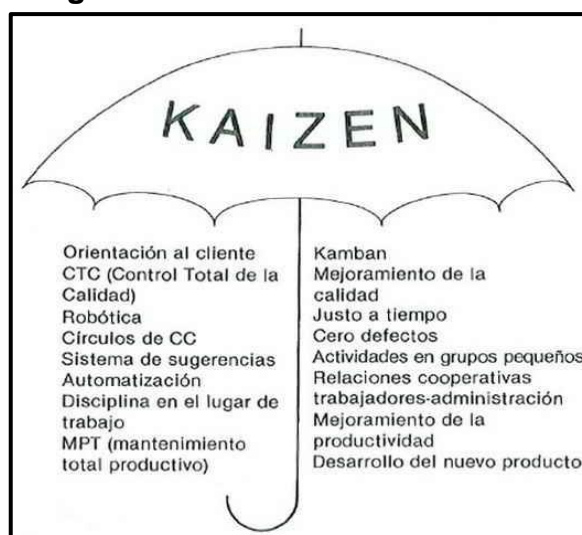 KAIZEN
Orientación al cliente
CTC (Control Total de la
Calidad)
Robótica
Círculos de CC
Sistema de sugerencias
Automatización
Disciplina en el lugar de
trabajo
MPT (mantenimiento
total productivo)
Kamban
Mejoramiento de la
calidad
Justo a tiempo
Cero defectos
Actividades en grupos pequeños
Relaciones cooperativas
trabajadores-administración
Mejoramiento de la
productividad
Desarrollo del nuevo producto